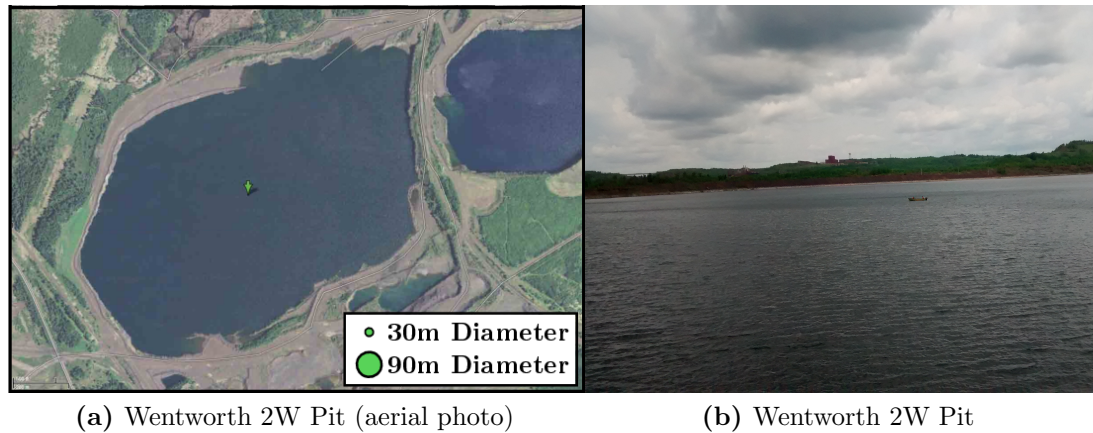 30m Diameter
90m Diameter
(a) Wentworth 2W Pit (aerial photo)
(b) Wentworth 2W Pit